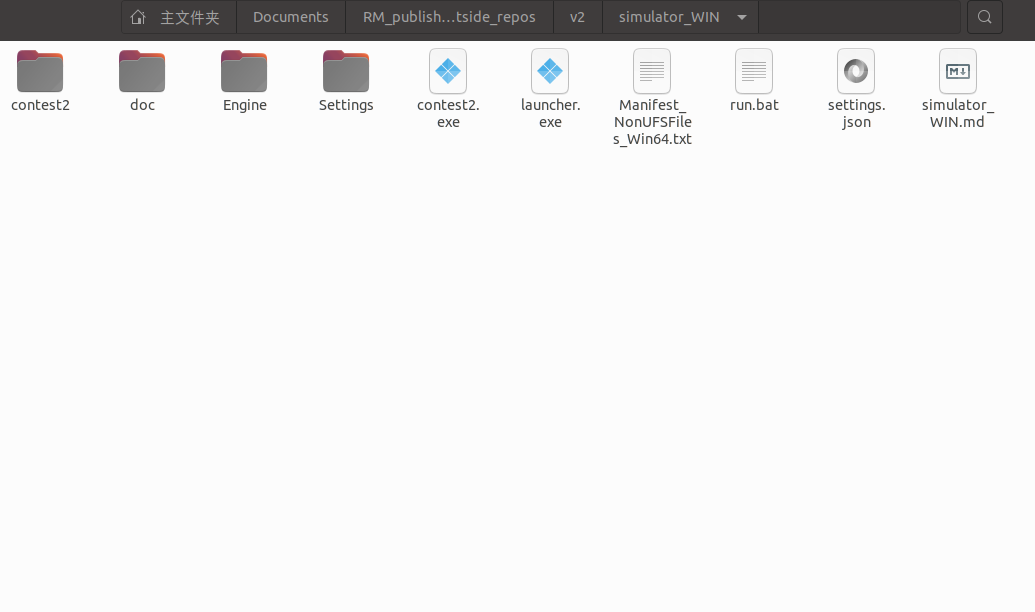 主文件夹 Documents RM_publish...tside_repos v2 simulator_WIN
contest2 doc Engine Settings contest2.exe launcher.exe Manifest_NonUFSFiles_Win64.txt run.bat settings.json simulator_WIN.md